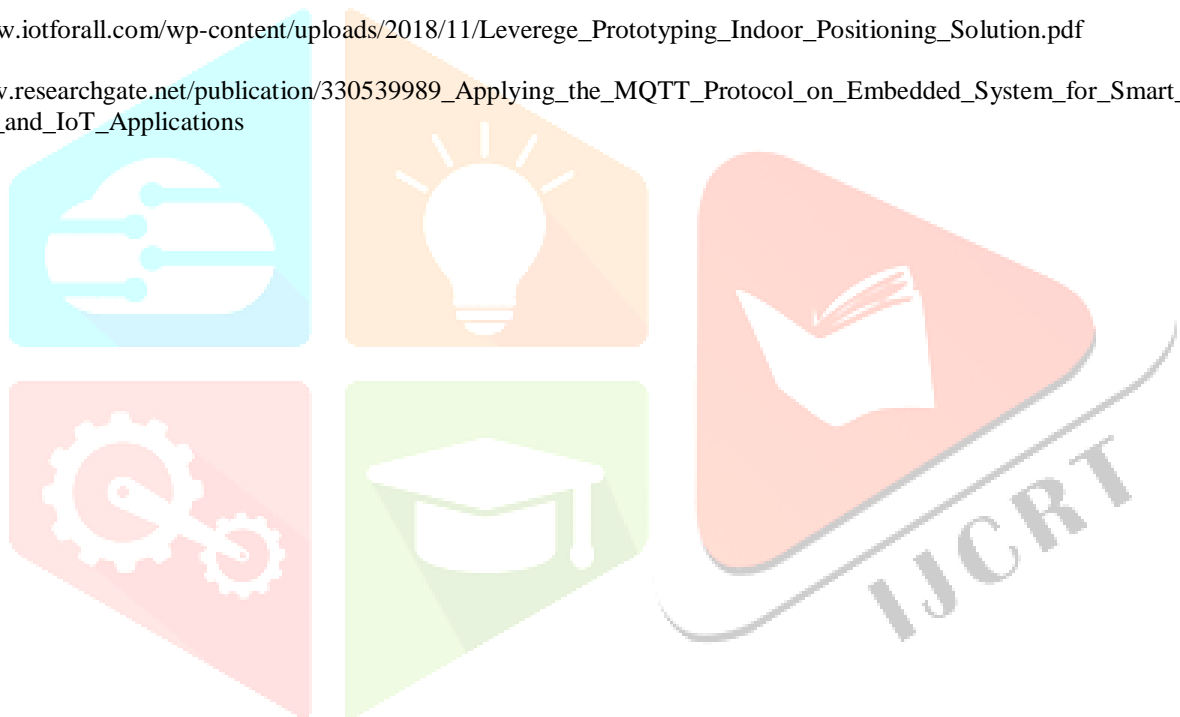 w.iotforall.com/wp-content/uploads/2018/11/Leverege_Prototyping_Indoor_Positioning_Solution.pdf
w.researchgate.net/publication/330539989_Applying_the_MQTT_Protocol_on_Embedded_System_for_Smart_
_and_IoT_Applications
IJCRT